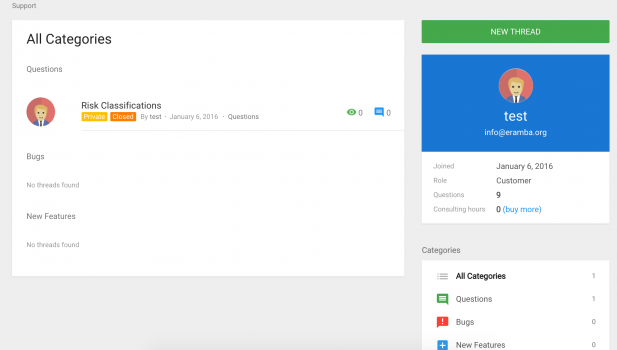 Support
All Categories
Questions
Risk Classifications
Private Closed By test · January 6, 2016 · Questions
0 0
Bugs
No threads found
New Features
No threads found
NEW THREAD
test
info@eramba.org
Joined January 6, 2016
Role Customer
Questions 9
Consulting hours 0 (buy more)
Categories
All Categories 1
Questions 1
Bugs 0
New Features 0